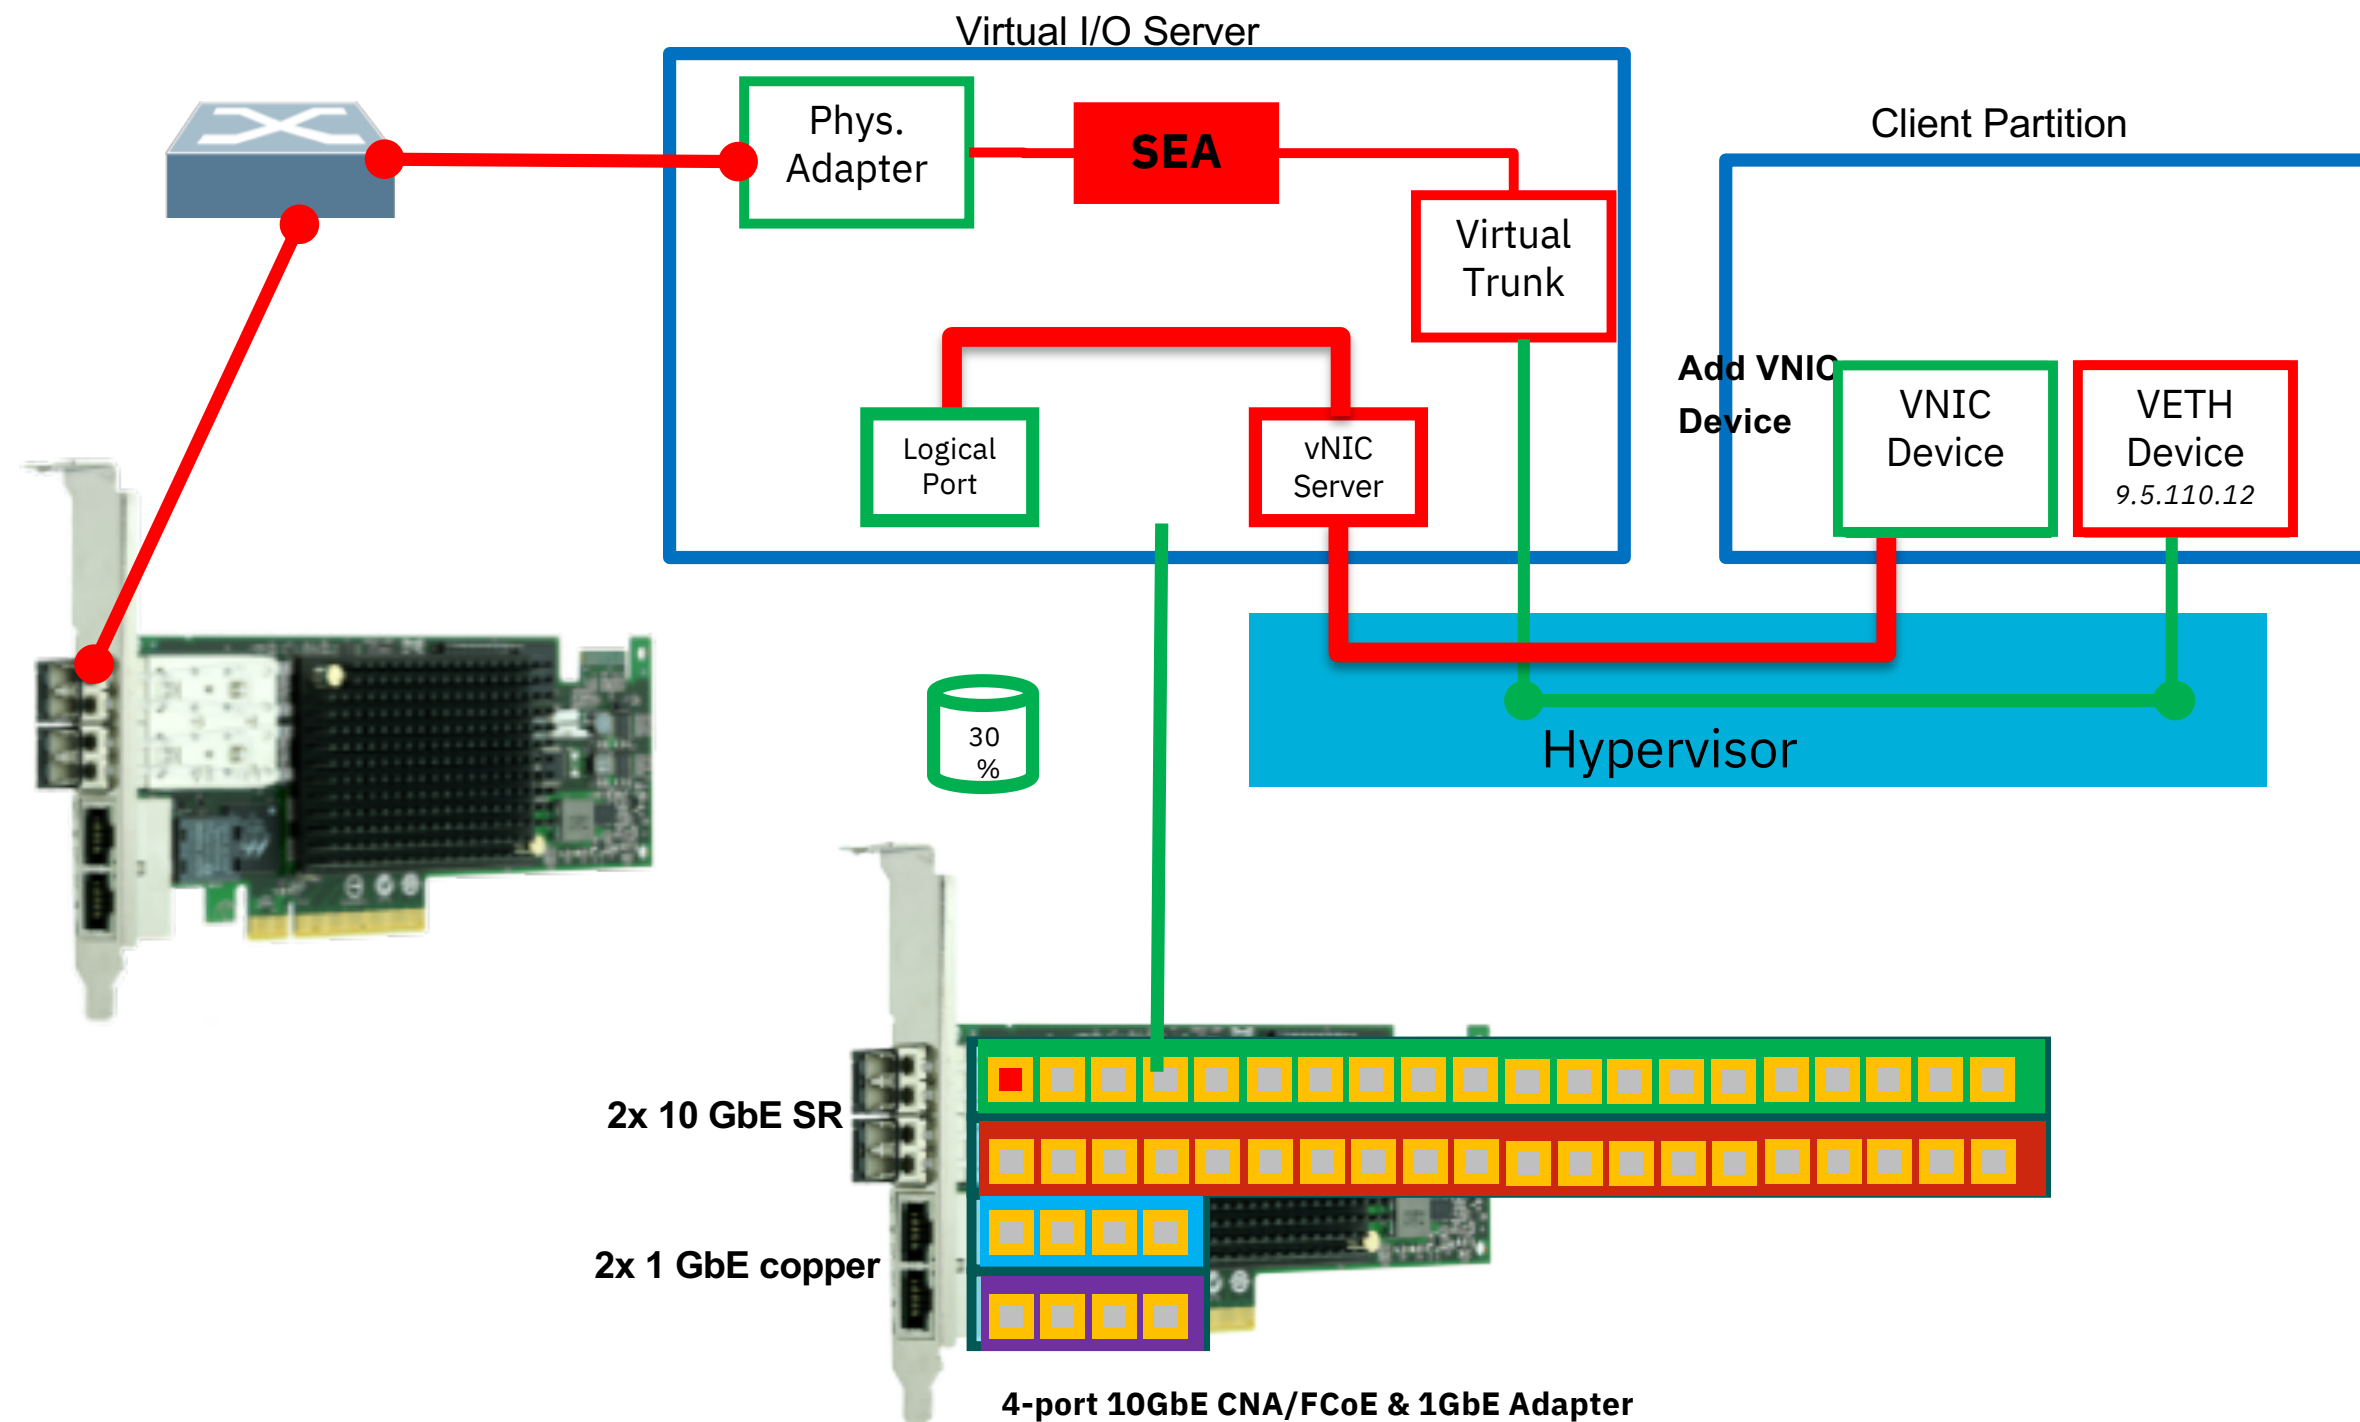 Virtual I/O Server
Phys.
Adapter
SEA
Virtual
Trunk
Client Partition
Logical
Port
vNIC
Server
Add VNIC
Device
VNIC
Device
VETH
Device
9.5.110.12
30
%
Hypervisor
2x 10 GbE SR
2x 1 GbE copper
4-port 10GbE CNA/FCoE & 1GbE Adapter